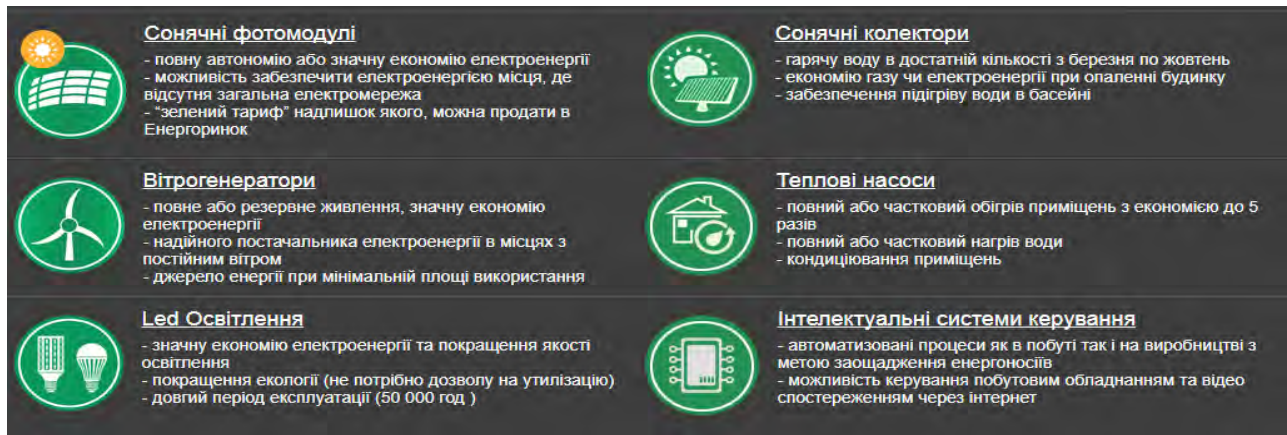 Сонячні фотомодулі
- повну автономію або значну економію електроенергії
- можливість забезпечити електроенергією місця, де
відсутня загальна електромережа
- “зелений тариф” надлишок якого, можна продати в
Енергоринок
Сонячні колектори
- гарячу воду в достатній кількості з березня по жовтень
- економію газу чи електроенергії при опаленні будинку
- забезпечення підігріву води в басейні
Вітрогенератори
- повне або резервне живлення, значну економію
електроенергії
- надійного постачальника електроенергії в місцях з
постійним вітром
- джерело енергії при мінімальній площі використання
Теплові насоси
- повний або частковий обігрів приміщень з економією до 5
разів
- повний або частковий нагрів води
- кондиціювання приміщень
Led Освітлення
- значну економію електроенергії та покращення якості
освітлення
- покращення екології (не потрібно дозволу на утилізацію)
- довгий період експлуатації (50 000 год )
Інтелектуальні системи керування
- автоматизовані процеси як в побуті так і на виробництві з
метою заощадження енергоносіїв
- можливість керування побутовим обладнанням та відео
спостереженням через інтернет